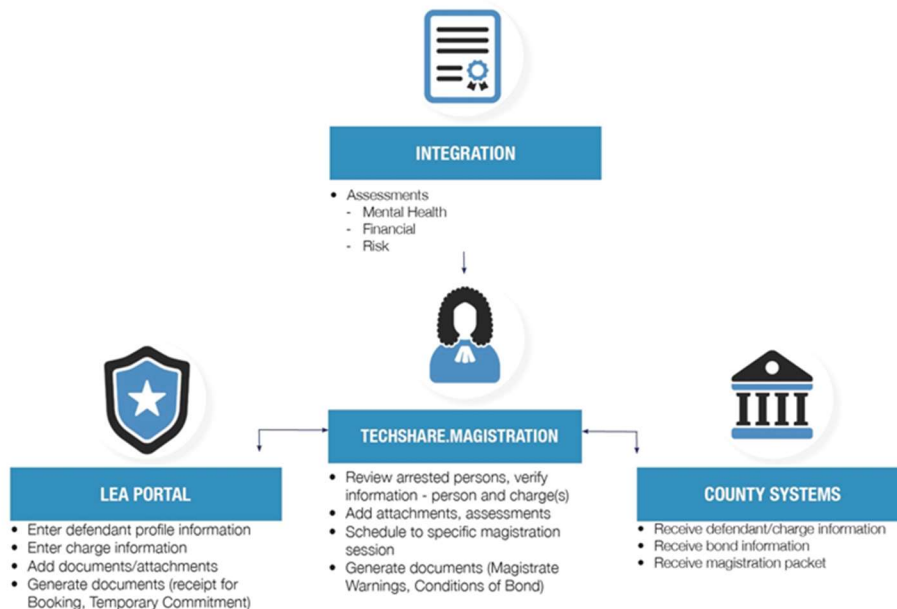 INTEGRATION
• Assessments
- Mental Health
- Financial
- Risk
LEA PORTAL
• Enter defendant profile information
• Enter charge information
• Add documents/attachments
• Generate documents (receipt for
Booking, Temporary Commitment)
TECHSHARE.MAGISTRATION
• Review arrested persons, verify
information - person and charge(s)
• Add attachments, assessments
• Schedule to specific magistration
session
• Generate documents (Magistrate
Warnings, Conditions of Bond)
COUNTY SYSTEMS
• Receive defendant/charge information
• Receive bond information
• Receive magistration packet